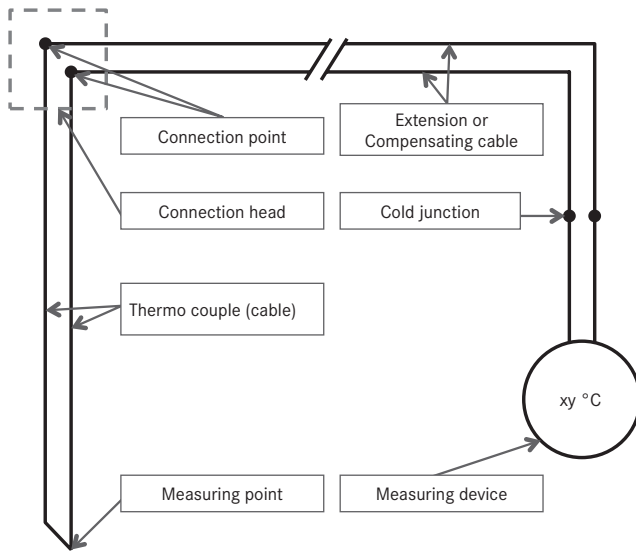 Connection point
Extension or
Compensating cable
Connection head
Cold junction
Thermo couple (cable)
xy °C
Measuring point
Measuring device